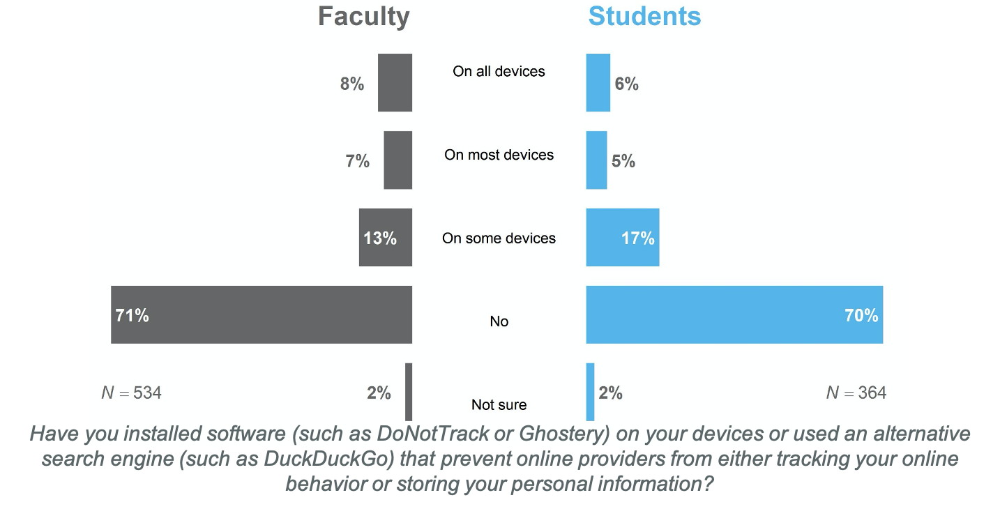 Faculty Students
8% On all devices 6%
7% On most devices 5%
13% On some devices 17%
71% No 70%
N = 534 2% Not sure 2% N = 364
Have you installed software (such as DoNotTrack or Ghostery) on your devices or used an alternative
search engine (such as DuckDuckGo) that prevent online providers from either tracking your online
behavior or storing your personal information?